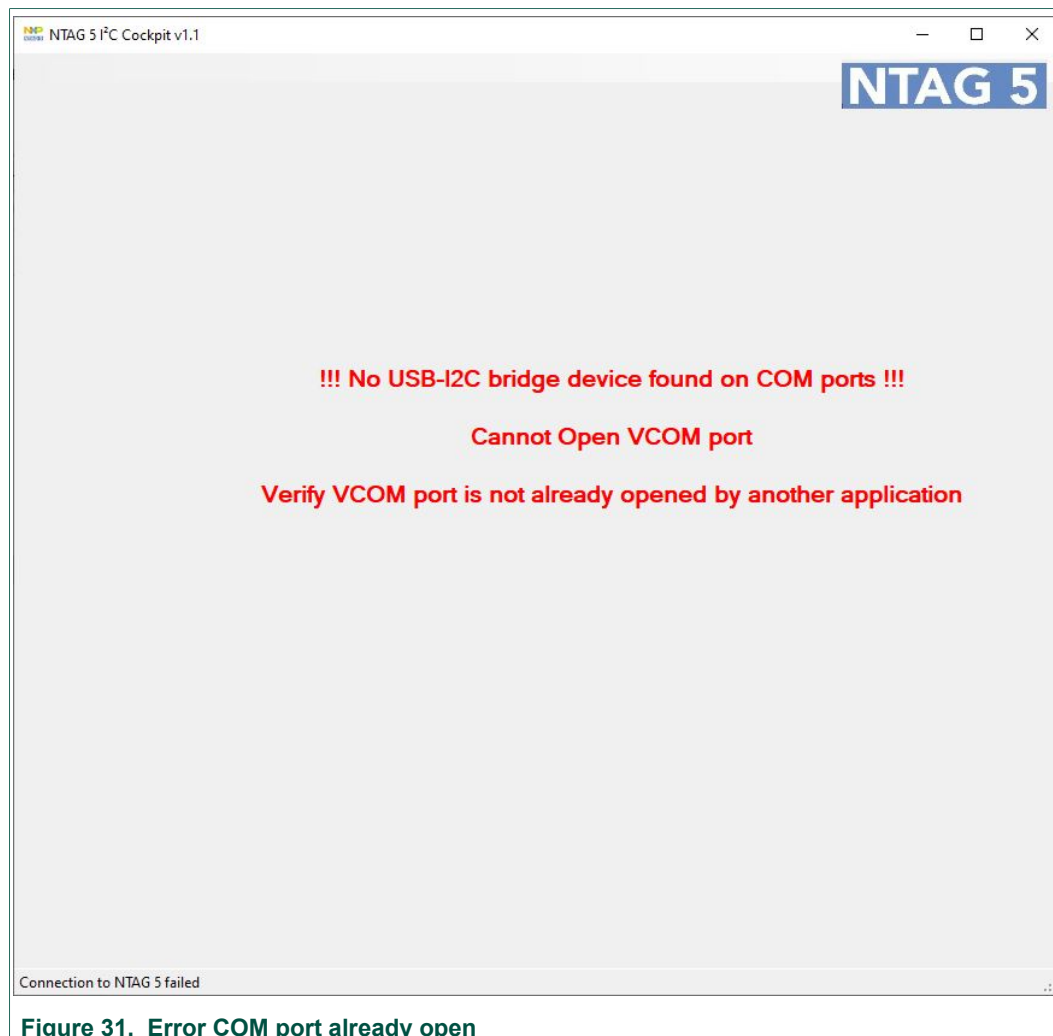 NXP
NTAG 5 I²C Cockpit v1.1
NTAG 5
!!! No USB-I2C bridge device found on COM ports !!!
Cannot Open VCOM port
Verify VCOM port is not already opened by another application
Connection to NTAG 5 failed
Figure 31. Error COM port already open